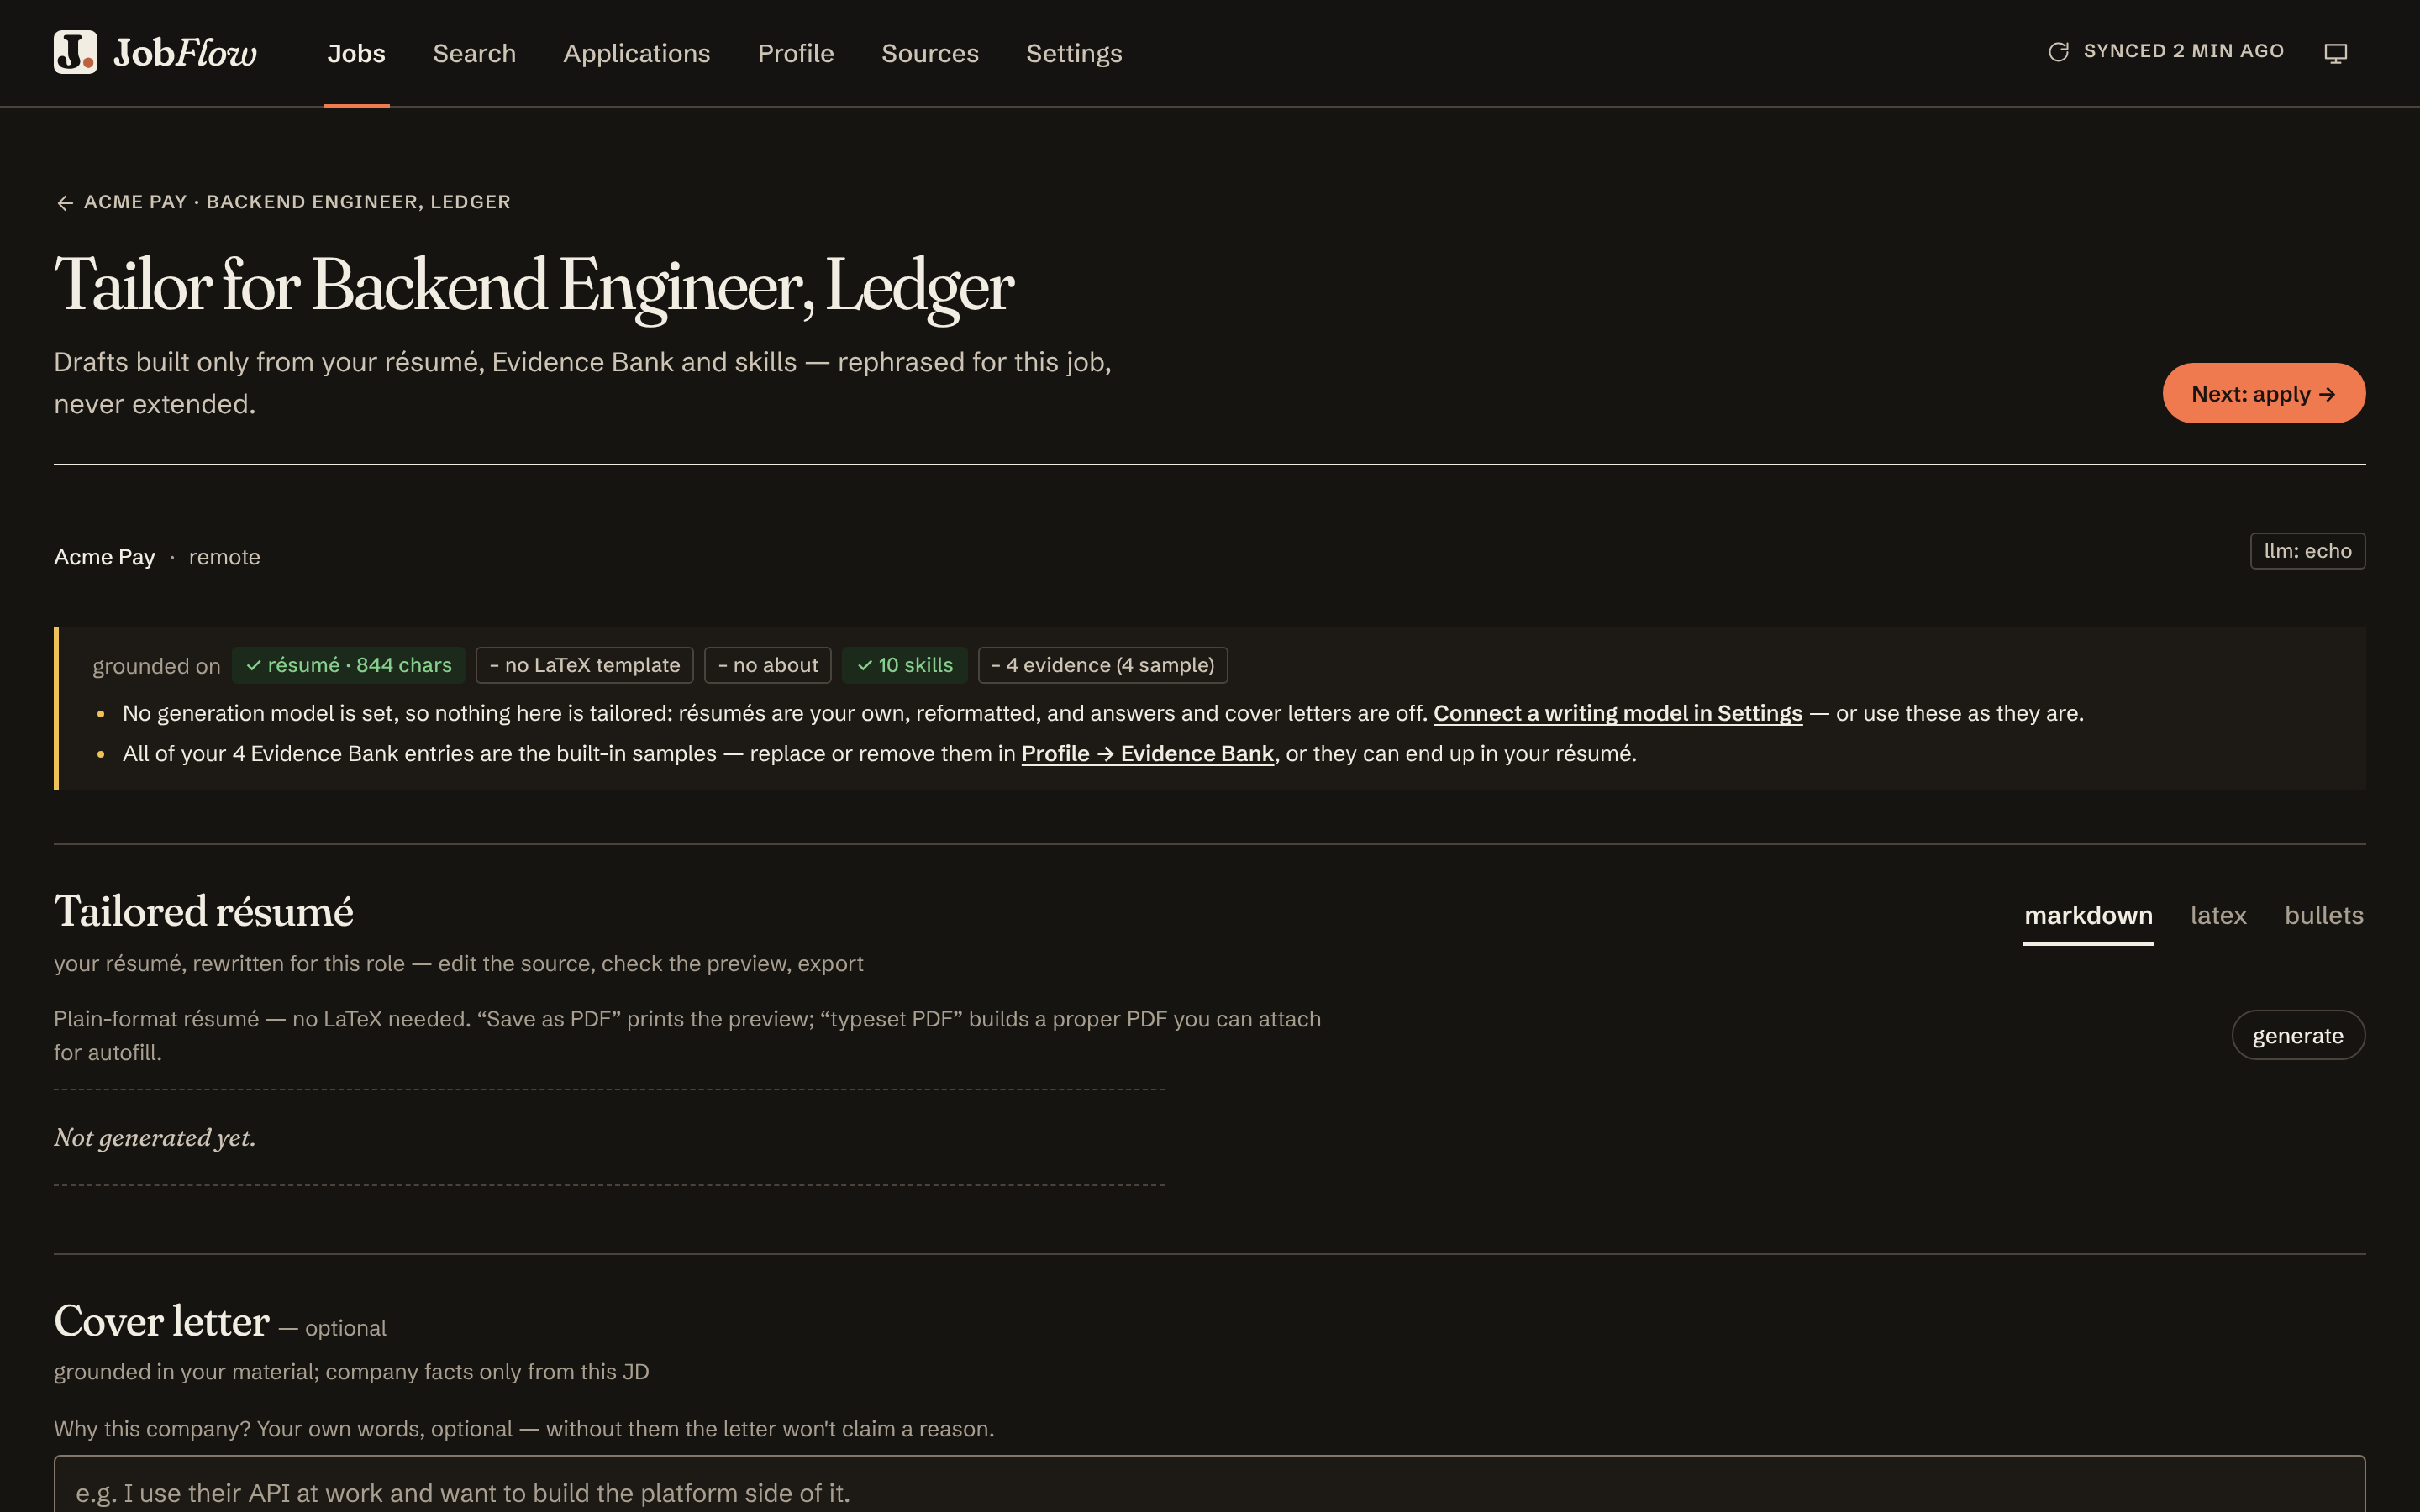 J. JobFlow Jobs Search Applications Profile Sources Settings SYNCED 2 MIN AGO
← ACME PAY · BACKEND ENGINEER, LEDGER
Tailor for Backend Engineer, Ledger
Drafts built only from your résumé, Evidence Bank and skills — rephrased for this job,
never extended.
Next: apply →
Acme Pay · remote
llm: echo
grounded on ✓ résumé · 844 chars – no LaTeX template – no about ✓ 10 skills – 4 evidence (4 sample)
• No generation model is set, so nothing here is tailored: résumés are your own, reformatted, and answers and cover letters are off. Connect a writing model in Settings — or use these as they are.
• All of your 4 Evidence Bank entries are the built-in samples — replace or remove them in Profile → Evidence Bank, or they can end up in your résumé.
Tailored résumé
markdown latex bullets
your résumé, rewritten for this role — edit the source, check the preview, export
Plain-format résumé — no LaTeX needed. “Save as PDF” prints the preview; “typeset PDF” builds a proper PDF you can attach
for autofill.
generate
Not generated yet.
Cover letter — optional
grounded in your material; company facts only from this JD
Why this company? Your own words, optional — without them the letter won't claim a reason.
e.g. I use their API at work and want to build the platform side of it.